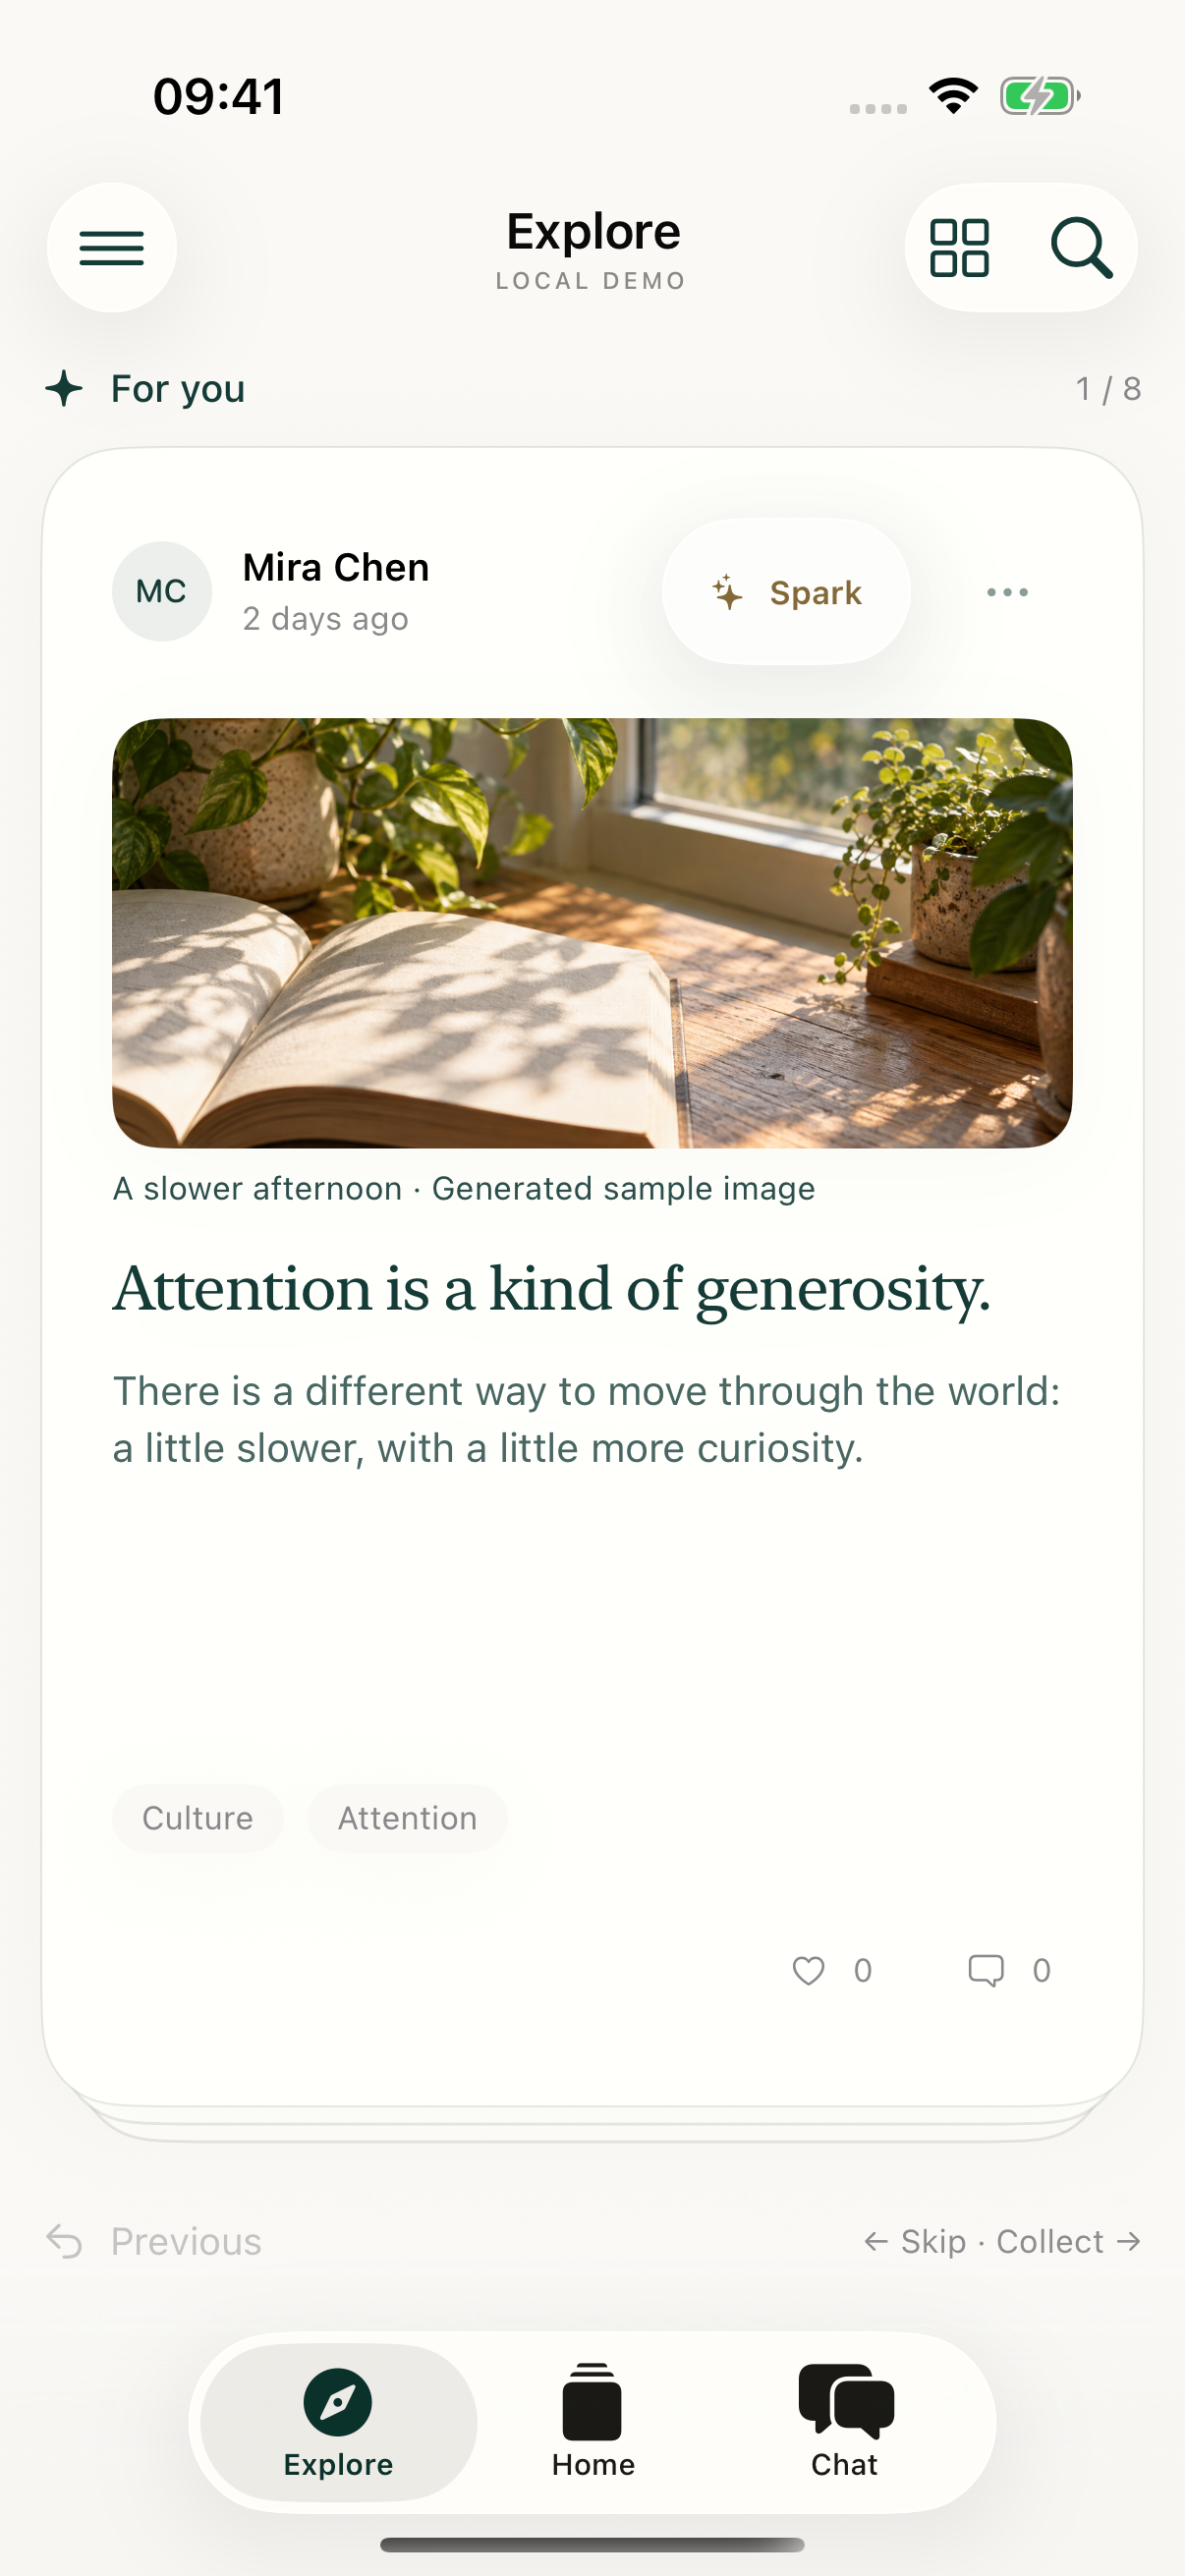 09:41
Explore
LOCAL DEMO
For you
1 / 8
MC
Mira Chen
2 days ago
Spark
A slower afternoon · Generated sample image
Attention is a kind of generosity.
There is a different way to move through the world:
a little slower, with a little more curiosity.
Culture
Attention
0
0
Previous
← Skip · Collect →
Explore
Home
Chat